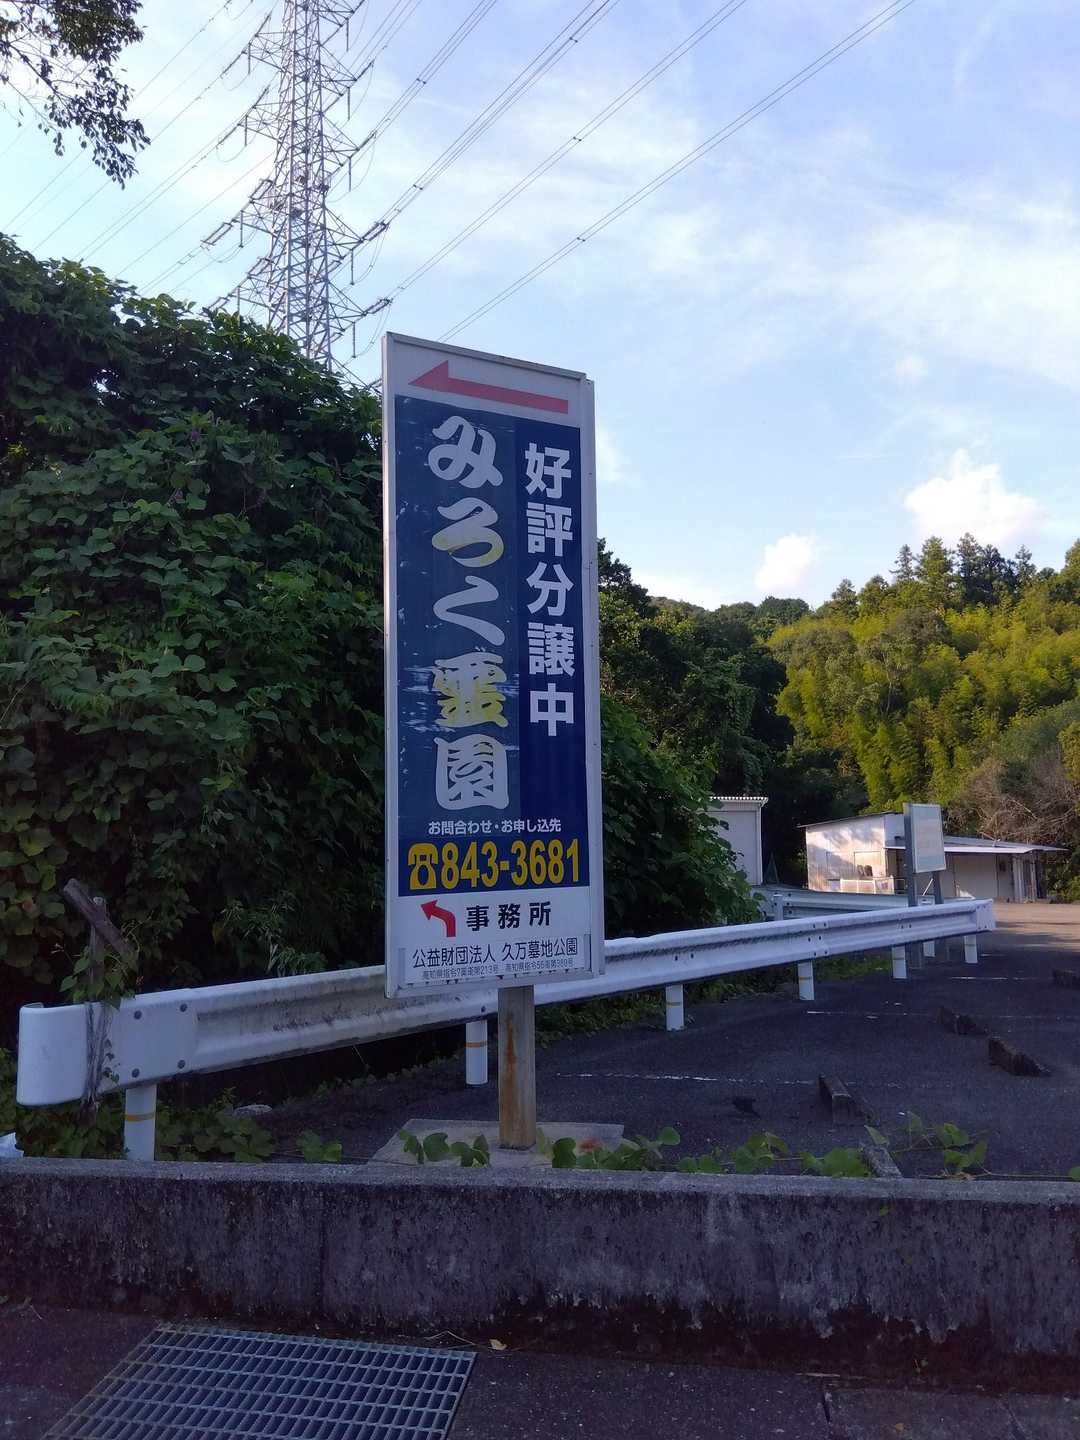 好評分譲中
みろく霊園
お問合わせ・お申し込先
☎843-3681
事務所
公益財団法人 久万墓地公園